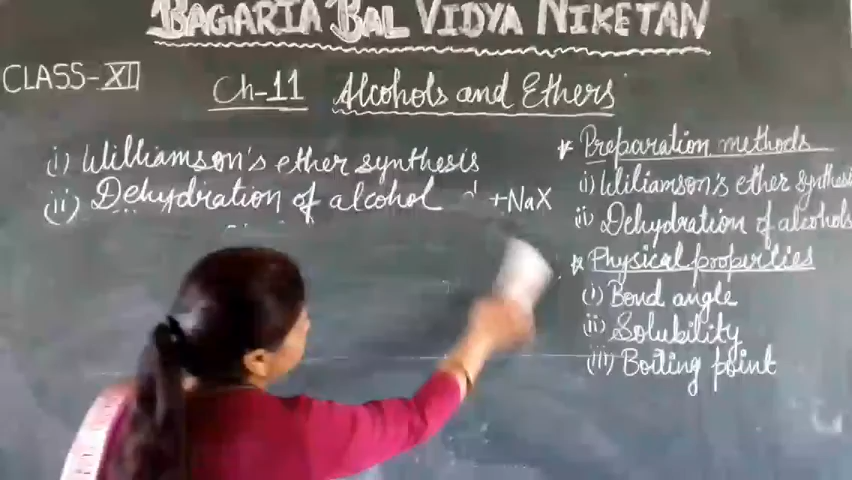 BAGARIA BAL VIDYA NIKETAN
CLASS-XII
Ch-11 Alcohols and Ethers
(i) Williamson's ether synthesis
(ii) Dehydration of alcohol
+NaX
* Preparation methods
(i) Wiliamson's ether synthesis
(ii) Dehydration of alcohols
* Physical properties
(i) Bond angle
(ii) Solubility
(iii) Boiling point